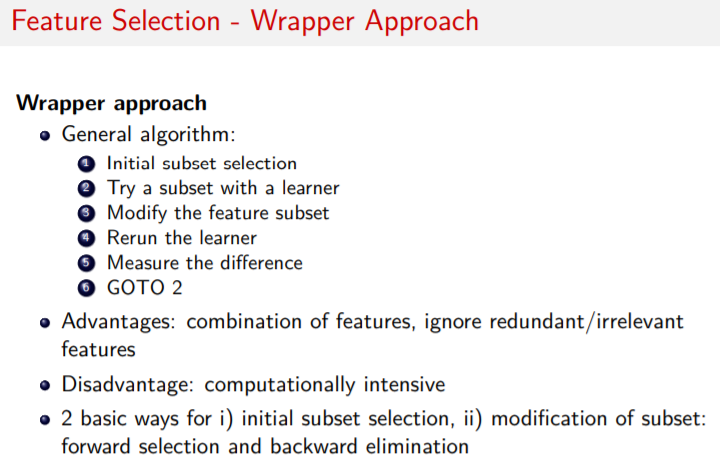 Feature Selection - Wrapper Approach
Wrapper approach
General algorithm:
1 Initial subset selection
2 Try a subset with a learner
3 Modify the feature subset
4 Rerun the learner
5 Measure the difference
6 GOTO 2
Advantages: combination of features, ignore redundant/irrelevant
features
Disadvantage: computationally intensive
2 basic ways for i) initial subset selection, ii) modification of subset:
forward selection and backward elimination